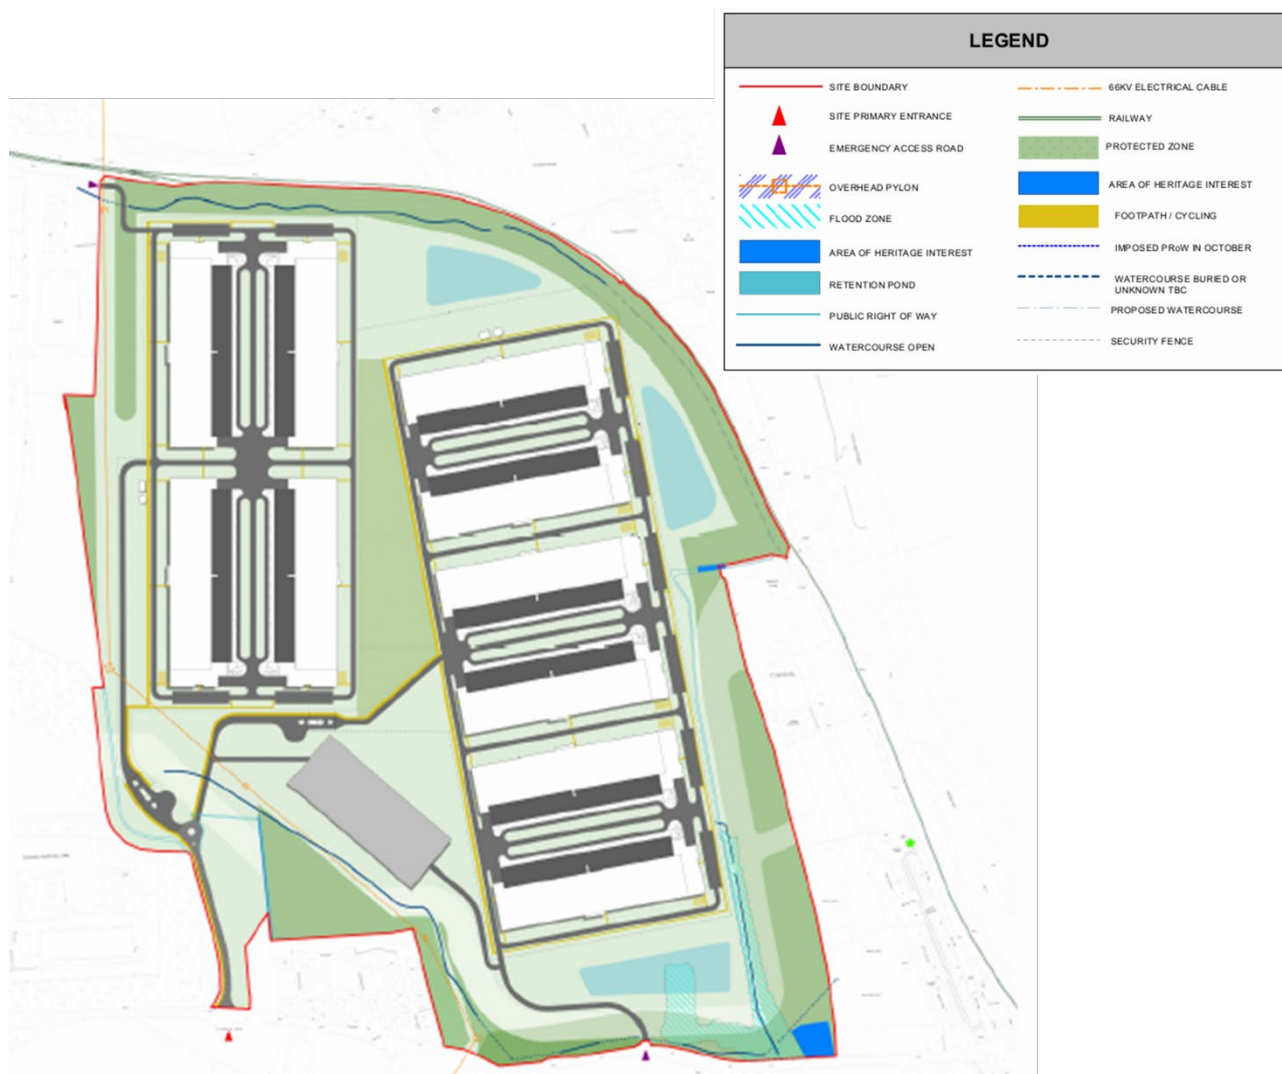 LEGEND
SITE BOUNDARY
SITE PRIMARY ENTRANCE
EMERGENCY ACCESS ROAD
OVERHEAD PYLON
FLOOD ZONE
AREA OF HERITAGE INTEREST
RETENTION POND
PUBLIC RIGHT OF WAY
WATERCOURSE OPEN
66KV ELECTRICAL CABLE
RAILWAY
PROTECTED ZONE
AREA OF HERITAGE INTEREST
FOOTPATH / CYCLING
IMPOSED PRoW IN OCTOBER
WATERCOURSE BURIED OR
UNKNOWN TBC
PROPOSED WATERCOURSE
SECURITY FENCE